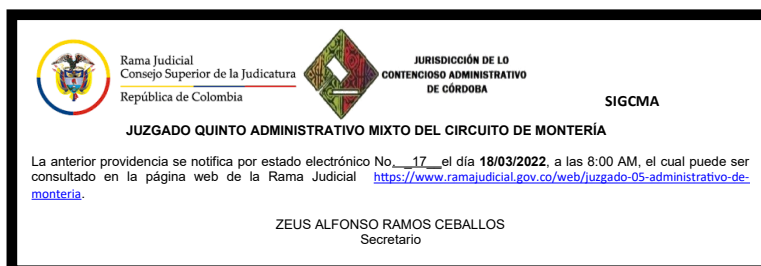 Rama Judicial
Consejo Superior de la Judicatura
República de Colombia
JURISDICCIÓN DE LO
CONTENCIOSO ADMINISTRATIVO
DE CÓRDOBA
SIGCMA
JUZGADO QUINTO ADMINISTRATIVO MIXTO DEL CIRCUITO DE MONTERÍA
La anterior providencia se notifica por estado electrónico No. _17__el día 18/03/2022, a las 8:00 AM, el cual puede ser
consultado en la página web de la Rama Judicial https://www.ramajudicial.gov.co/web/juzgado-05-administrativo-de-
monteria.
ZEUS ALFONSO RAMOS CEBALLOS
Secretario